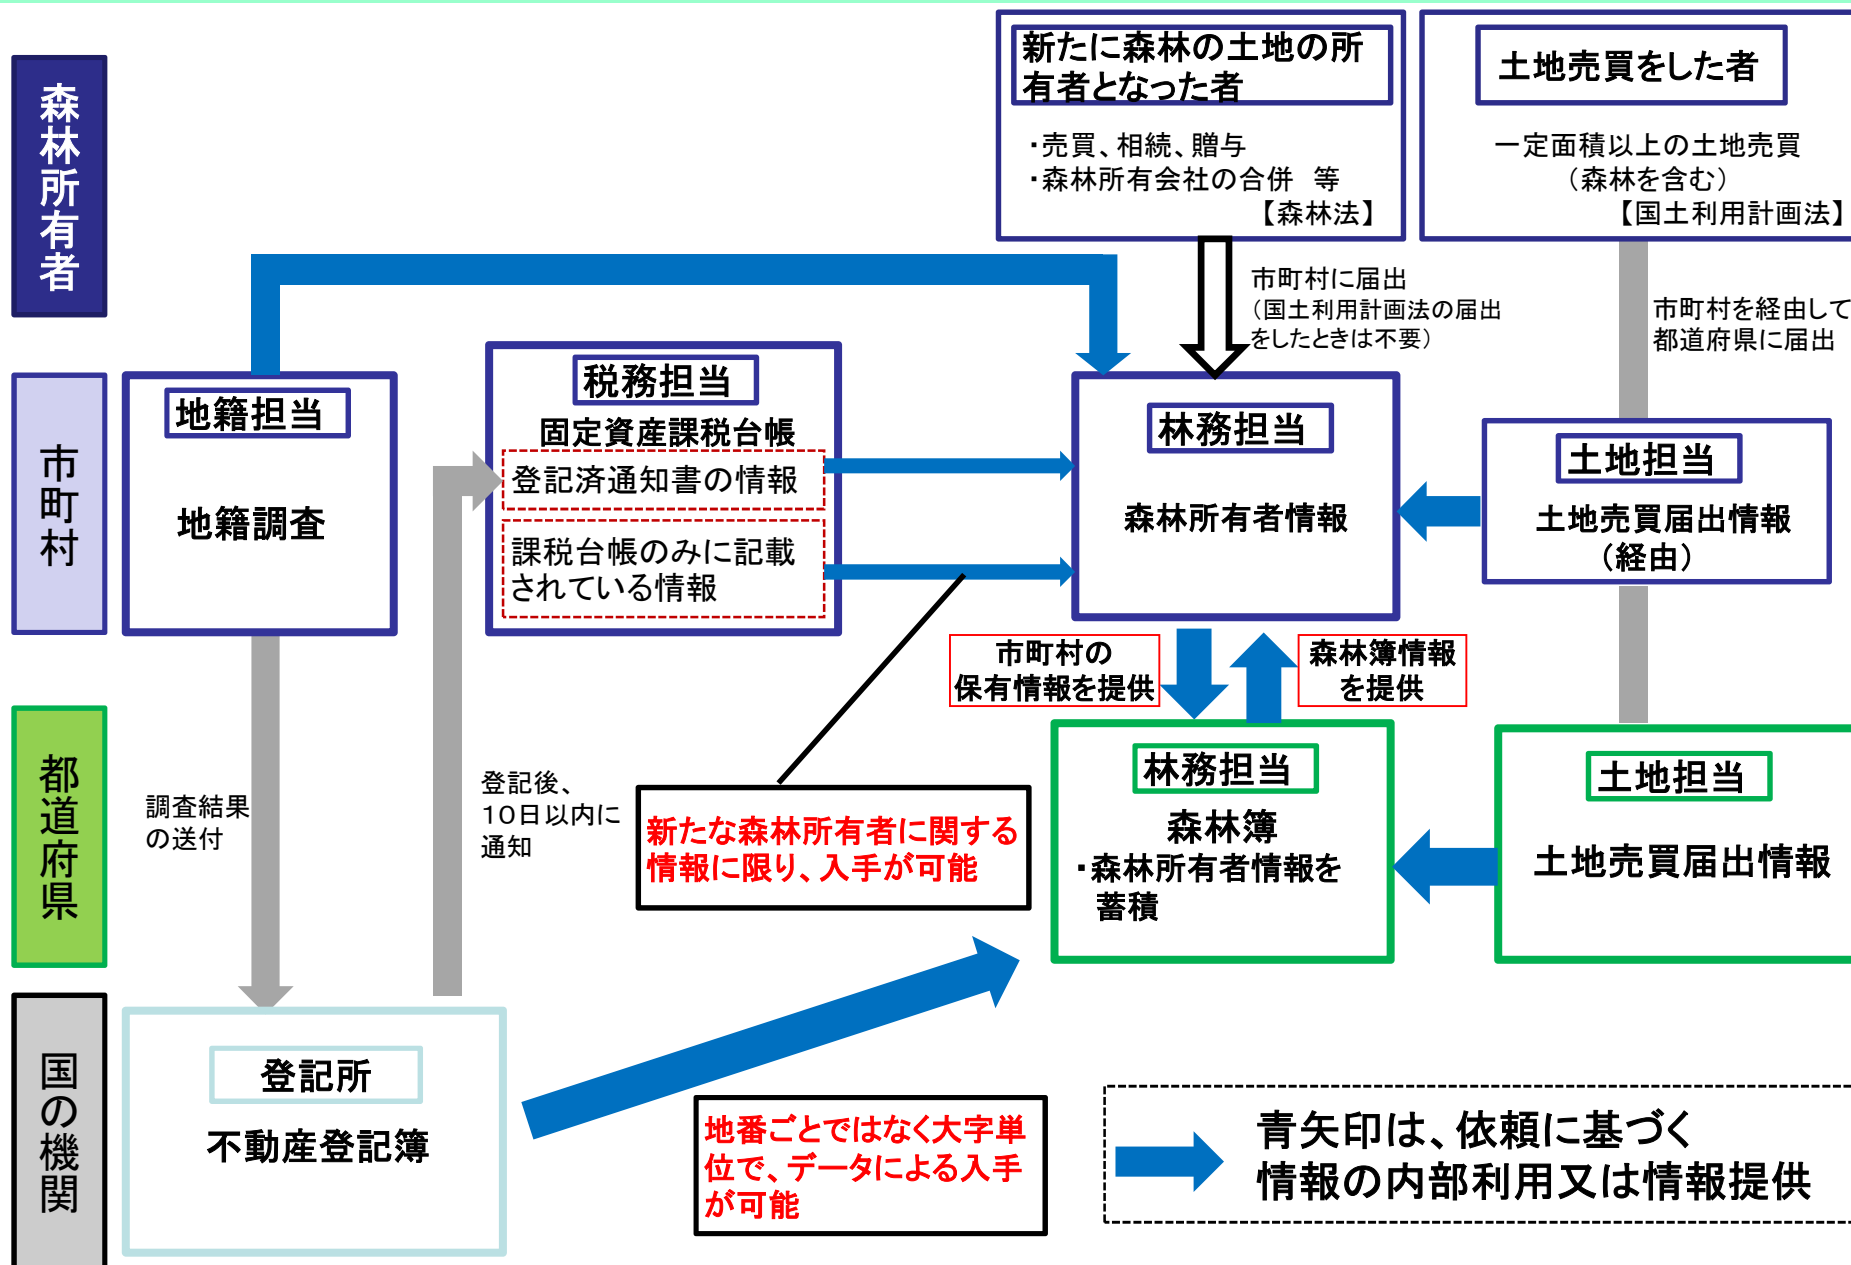 森林所有者
新たに森林の土地の所
有者となった者
・売買、相続、贈与
・森林所有会社の合併　等
【森林法】
土地売買をした者
一定面積以上の土地売買
（森林を含む）
【国土利用計画法】
市町村に届出
（国土利用計画法の届出
をしたときは不要）
市町村を経由して
都道府県に届出
市町村
地籍担当
地籍調査
税務担当
固定資産課税台帳
登記済通知書の情報
課税台帳のみに記載
されている情報
林務担当
森林所有者情報
土地担当
土地売買届出情報
（経由）
市町村の
保有情報を提供
森林簿情報
を提供
都道府県
調査結果
の送付
登記後、
１０日以内に
通知
新たな森林所有者に関する
情報に限り、入手が可能
林務担当
森林簿
・森林所有者情報を
蓄積
土地担当
土地売買届出情報
国の機関
登記所
不動産登記簿
地番ごとではなく大字単
位で、データによる入手
が可能
青矢印は、依頼に基づく
情報の内部利用又は情報提供